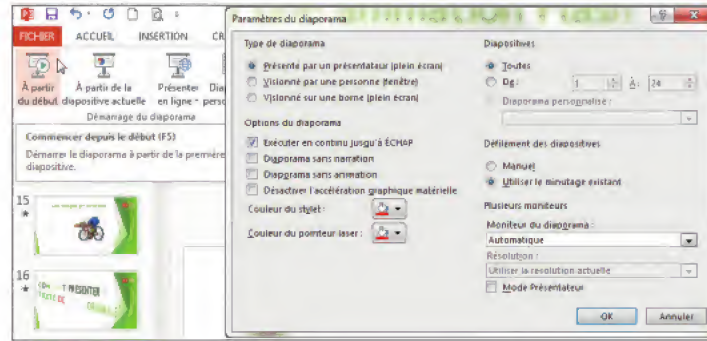 FICHIER ACCUEIL INSERTION CR
À partir du début
À partir de la diapositive actuelle
Présenter en ligne
Diap perso
Démarrage du diaporama
Commencer depuis le début (F5)
Démarrer le diaporama à partir de la première
diapositive.
15
16
PRESENTER
Paramètres du diaporama
Type de diaporama
Présenté par un présentateur (plein écran)
Visionné par une personne (fenêtre)
Visionné sur une borne (plein écran)
Options du diaporama
Exécuter en continu jusqu'à ÉCHAP
Diaporama sans narration
Diaporama sans animation
Désactiver l'accélération graphique matérielle
Couleur du stylet :
Couleur du pointeur laser :
Diapositives
Toutes
De : 1 À : 24
Diaporama personnalisé :
Défilement des diapositives
Manuel
Utiliser le minutage existant
Plusieurs moniteurs
Moniteur du diaporama :
Automatique
Résolution :
Utiliser la résolution actuelle
Mode Présentateur
OK Annuler